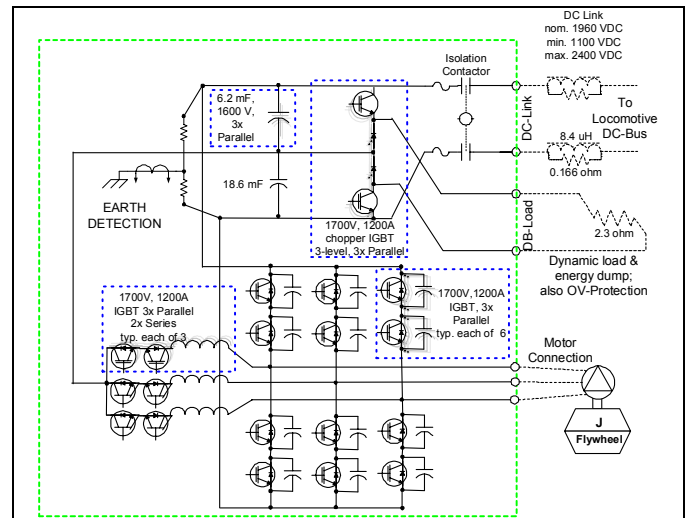 DC Link
nom. 1960 VDC
min. 1100 VDC
max. 2400 VDC
Isolation
Contactor
6.2 mF,
1600 V,
3x
Parallel
DC-Link
To
Locomotive
DC-Bus
8.4 uH
0.166 ohm
18.6 mF
EARTH
DETECTION
1700V, 1200A
chopper IGBT
3-level, 3x Parallel
DB-Load
2.3 ohm
Dynamic load &
energy dump;
also OV-Protection
1700V, 1200A
IGBT 3x Parallel
2x Series
typ. each of 3
1700V,1200A
IGBT, 3x
Parallel
typ. each of 6
Motor
Connection
J
Flywheel